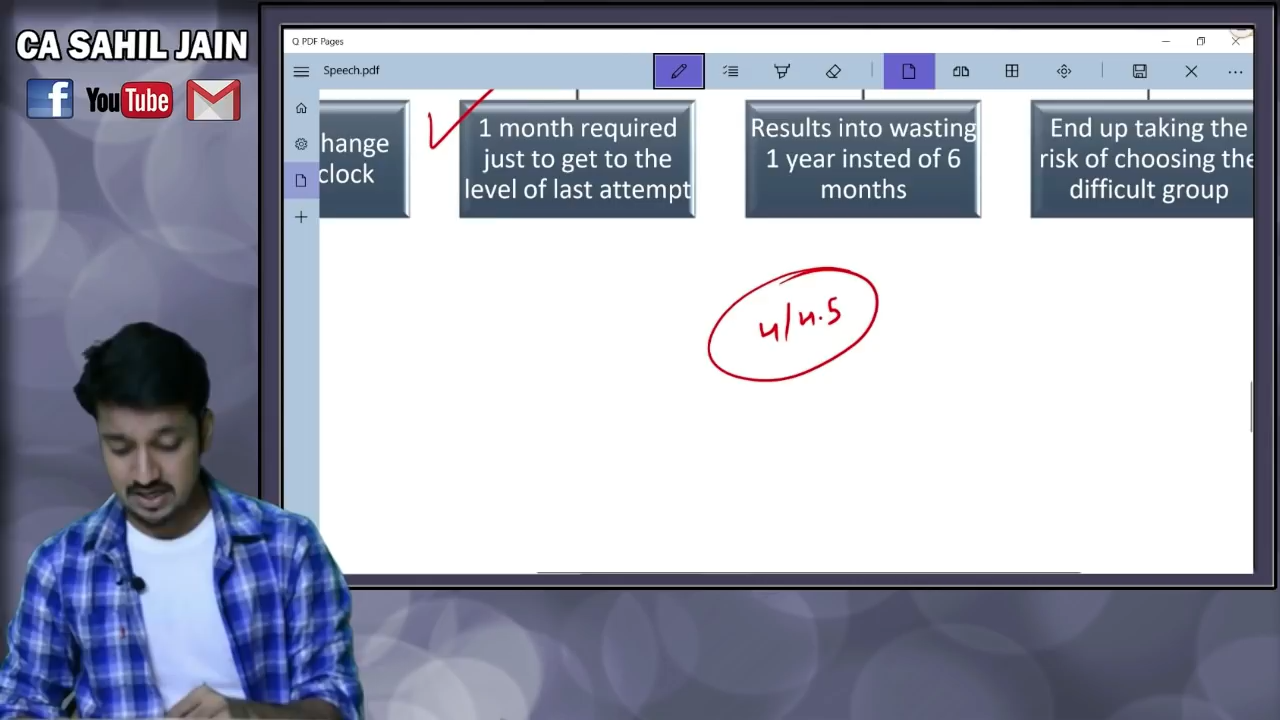 CA SAHIL JAIN
f YouTube M
Q PDF Pages
Speech.pdf
hange
clock
1 month required
just to get to the
level of last attempt
Results into wasting
1 year insted of 6
months
End up taking the
risk of choosing the
difficult group
4/4.5